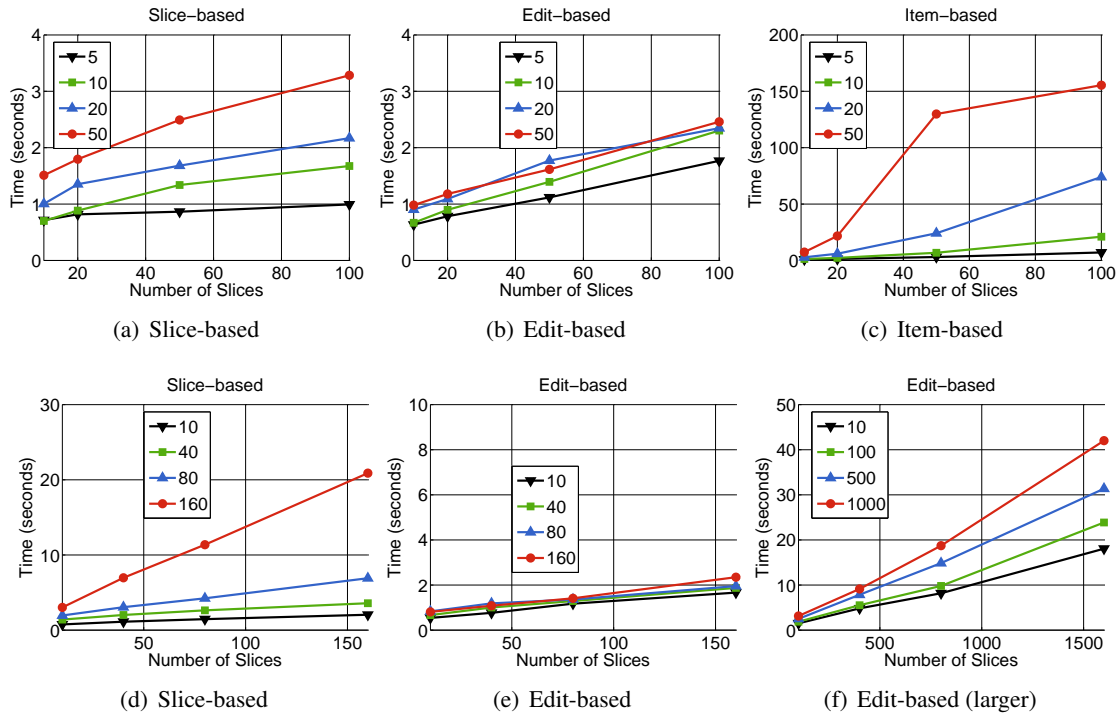 Slice-based
4
3
2
1
0
Time (seconds)
5
10
20
50
20 40 60 80 100
Number of Slices
(a) Slice-based
Edit-based
4
3
2
1
0
Time (seconds)
5
10
20
50
20 40 60 80 100
Number of Slices
(b) Edit-based
Item-based
200
150
100
50
0
Time (seconds)
5
10
20
50
20 40 60 80 100
Number of Slices
(c) Item-based
Slice-based
30
20
10
0
Time (seconds)
10
40
80
160
50 100 150
Number of Slices
(d) Slice-based
Edit-based
10
8
6
4
2
0
Time (seconds)
10
40
80
160
50 100 150
Number of Slices
(e) Edit-based
Edit-based
50
40
30
20
10
0
Time (seconds)
10
100
500
1000
500 1000 1500
Number of Slices
(f) Edit-based (larger)